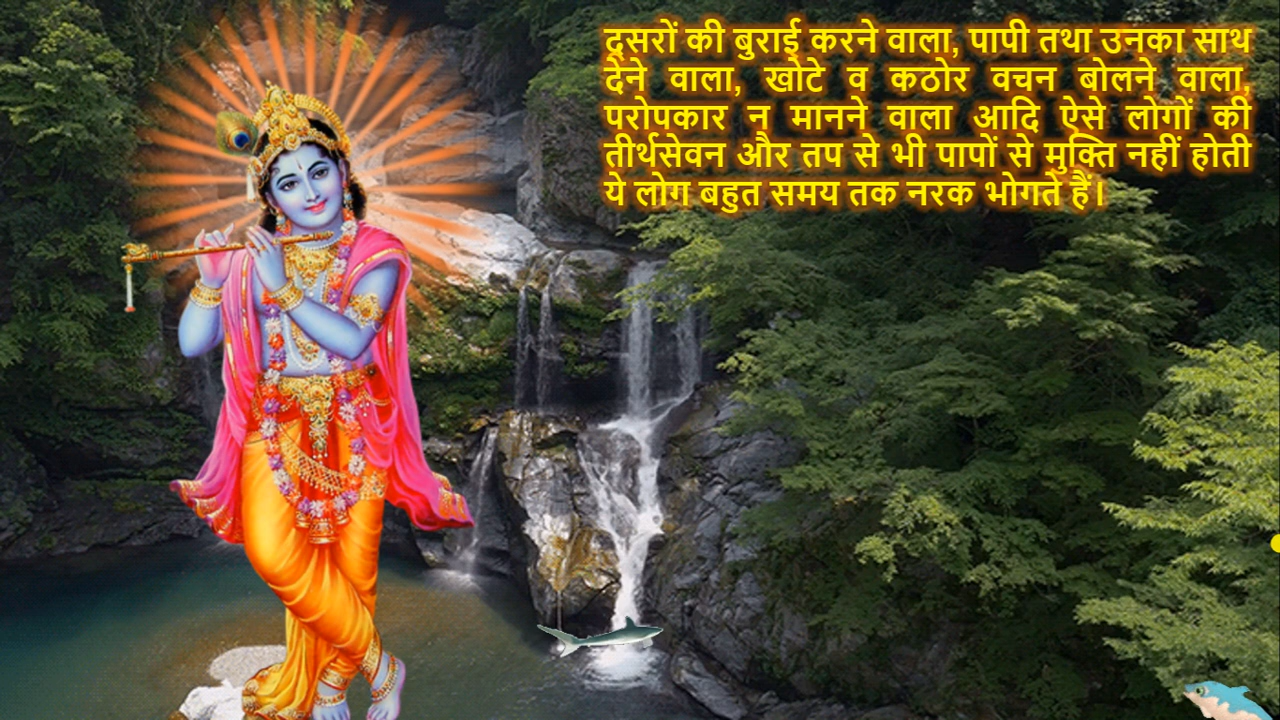 दूसरों की बुराई करने वाला, पापी तथा उनका साथ
देने वाला, खोटे व कठोर वचन बोलने वाला,
परोपकार न मानने वाला आदि ऐसे लोगों की
तीर्थसेवन और तप से भी पापों से मुक्ति नहीं होती
ये लोग बहुत समय तक नरक भोगते हैं।